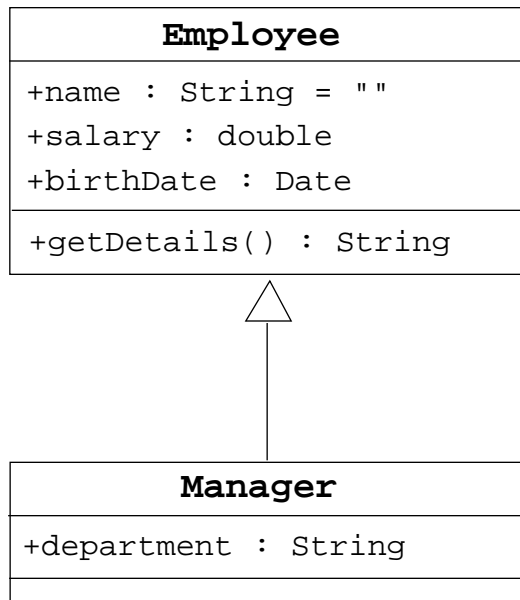 Employee
+name : String = ""
+salary : double
+birthDate : Date
+getDetails() : String
Manager
+department : String